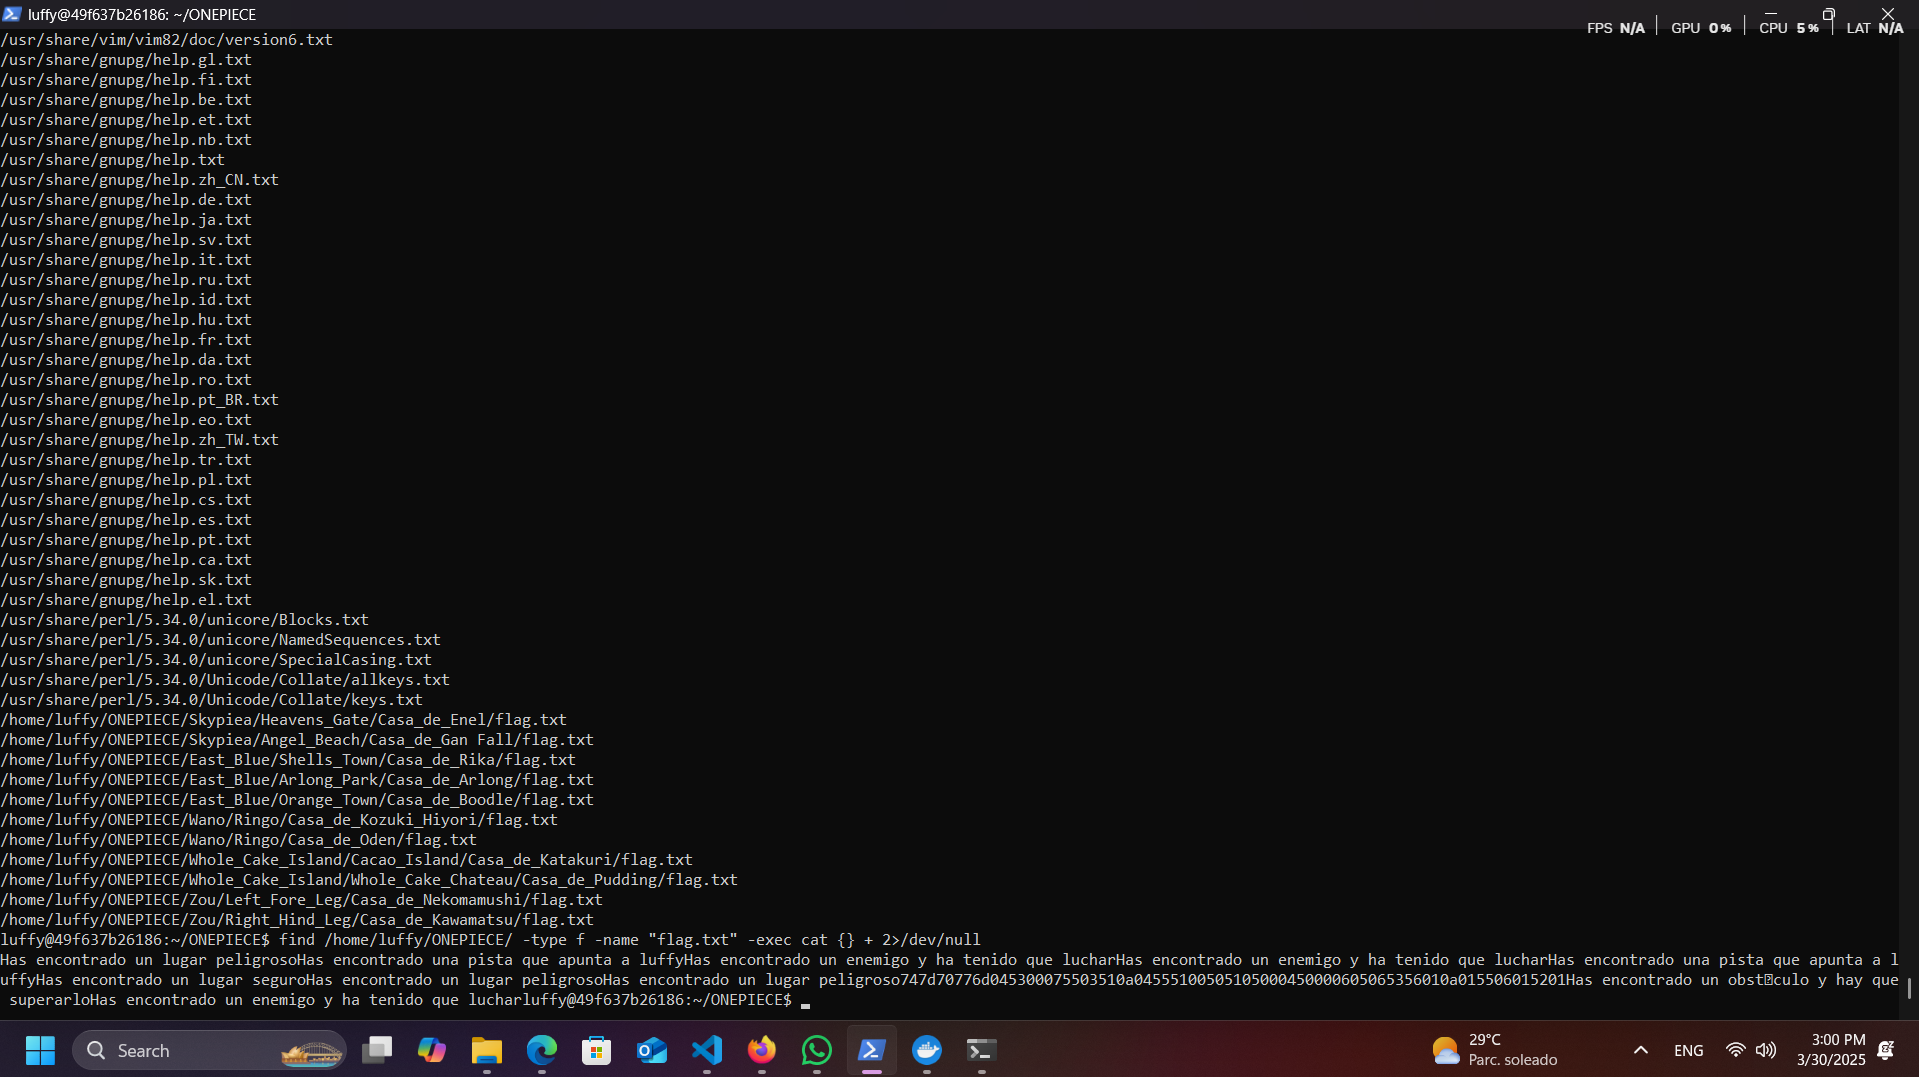 luffy@49f637b26186: ~/ONEPIECE
FPS N/A GPU 0% CPU 5% LAT N/A
/usr/share/vim/vim82/doc/version6.txt
/usr/share/gnupg/help.gl.txt
/usr/share/gnupg/help.fi.txt
/usr/share/gnupg/help.be.txt
/usr/share/gnupg/help.et.txt
/usr/share/gnupg/help.nb.txt
/usr/share/gnupg/help.txt
/usr/share/gnupg/help.zh_CN.txt
/usr/share/gnupg/help.de.txt
/usr/share/gnupg/help.ja.txt
/usr/share/gnupg/help.sv.txt
/usr/share/gnupg/help.it.txt
/usr/share/gnupg/help.ru.txt
/usr/share/gnupg/help.id.txt
/usr/share/gnupg/help.hu.txt
/usr/share/gnupg/help.fr.txt
/usr/share/gnupg/help.da.txt
/usr/share/gnupg/help.ro.txt
/usr/share/gnupg/help.pt_BR.txt
/usr/share/gnupg/help.eo.txt
/usr/share/gnupg/help.zh_TW.txt
/usr/share/gnupg/help.tr.txt
/usr/share/gnupg/help.pl.txt
/usr/share/gnupg/help.cs.txt
/usr/share/gnupg/help.es.txt
/usr/share/gnupg/help.pt.txt
/usr/share/gnupg/help.ca.txt
/usr/share/gnupg/help.sk.txt
/usr/share/gnupg/help.el.txt
/usr/share/perl/5.34.0/unicore/Blocks.txt
/usr/share/perl/5.34.0/unicore/NamedSequences.txt
/usr/share/perl/5.34.0/unicore/SpecialCasing.txt
/usr/share/perl/5.34.0/Unicode/Collate/allkeys.txt
/usr/share/perl/5.34.0/Unicode/Collate/keys.txt
/home/luffy/ONEPIECE/Skypiea/Heavens_Gate/Casa_de_Enel/flag.txt
/home/luffy/ONEPIECE/Skypiea/Angel_Beach/Casa_de_Gan Fall/flag.txt
/home/luffy/ONEPIECE/East_Blue/Shells_Town/Casa_de_Rika/flag.txt
/home/luffy/ONEPIECE/East_Blue/Arlong_Park/Casa_de_Arlong/flag.txt
/home/luffy/ONEPIECE/East_Blue/Orange_Town/Casa_de_Boodle/flag.txt
/home/luffy/ONEPIECE/Wano/Ringo/Casa_de_Kozuki_Hiyori/flag.txt
/home/luffy/ONEPIECE/Wano/Ringo/Casa_de_Oden/flag.txt
/home/luffy/ONEPIECE/Whole_Cake_Island/Cacao_Island/Casa_de_Katakuri/flag.txt
/home/luffy/ONEPIECE/Whole_Cake_Island/Whole_Cake_Chateau/Casa_de_Pudding/flag.txt
/home/luffy/ONEPIECE/Zou/Left_Fore_Leg/Casa_de_Nekomamushi/flag.txt
/home/luffy/ONEPIECE/Zou/Right_Hind_Leg/Casa_de_Kawamatsu/flag.txt
luffy@49f637b26186:~/ONEPIECE$ find /home/luffy/ONEPIECE/ -type f -name "flag.txt" -exec cat {} + 2>/dev/null
Has encontrado un lugar peligrosoHas encontrado una pista que apunta a luffyHas encontrado un enemigo y ha tenido que lucharHas encontrado un enemigo y ha tenido que lucharHas encontrado una pista que apunta a l
uffyHas encontrado un lugar seguroHas encontrado un lugar peligrosoHas encontrado un lugar peligroso747d70776d045300075503510a04555100505105000450000605065356010a015506015201Has encontrado un obst�culo y hay que
superarloHas encontrado un enemigo y ha tenido que lucharluffy@49f637b26186:~/ONEPIECE$
Search
29°C
Parc. soleado
ENG
3:00 PM
3/30/2025